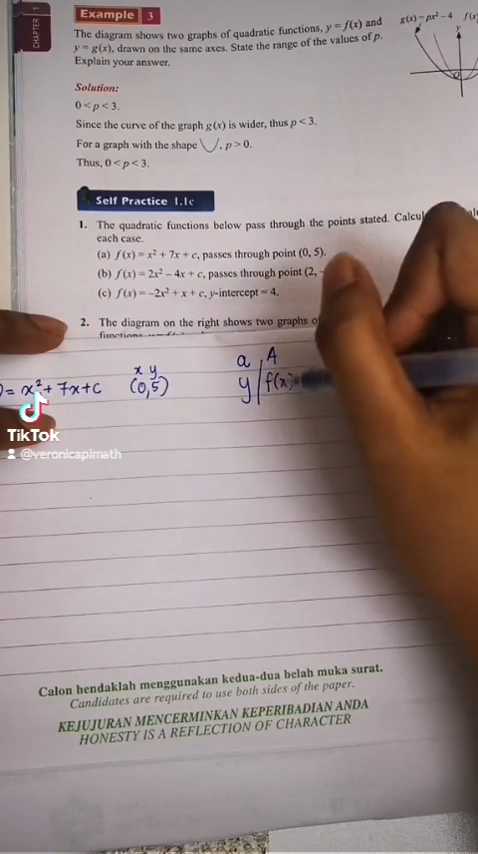 CHAPTER 1
Example 3
The diagram shows two graphs of quadratic functions, y = f(x) and
y = g(x), drawn on the same axes. State the range of the values of p.
Explain your answer.
g(x) = px² − 4
y
Solution:
0 < p < 3.
Since the curve of the graph g(x) is wider, thus p < 3.
For a graph with the shape , p > 0.
Thus, 0 < p < 3.
Self Practice 1.1c
1. The quadratic functions below pass through the points stated.
each case.
(a) f(x) = x² + 7x + c, passes through point (0, 5).
(b) f(x) = 2x² − 4x + c, passes through point (2,
(c) f(x) = −2x² + x + c, y-intercept = 4.
2. The diagram on the right shows two graphs
functions
= x² + 7x + c
x y
(0,5)
a , A
y / f(x)
TikTok
@veronicapimath
Calon hendaklah menggunakan kedua-dua belah muka surat.
Candidates are required to use both sides of the paper.
KEJUJURAN MENCERMINKAN KEPERIBADIAN ANDA
HONESTY IS A REFLECTION OF CHARACTER